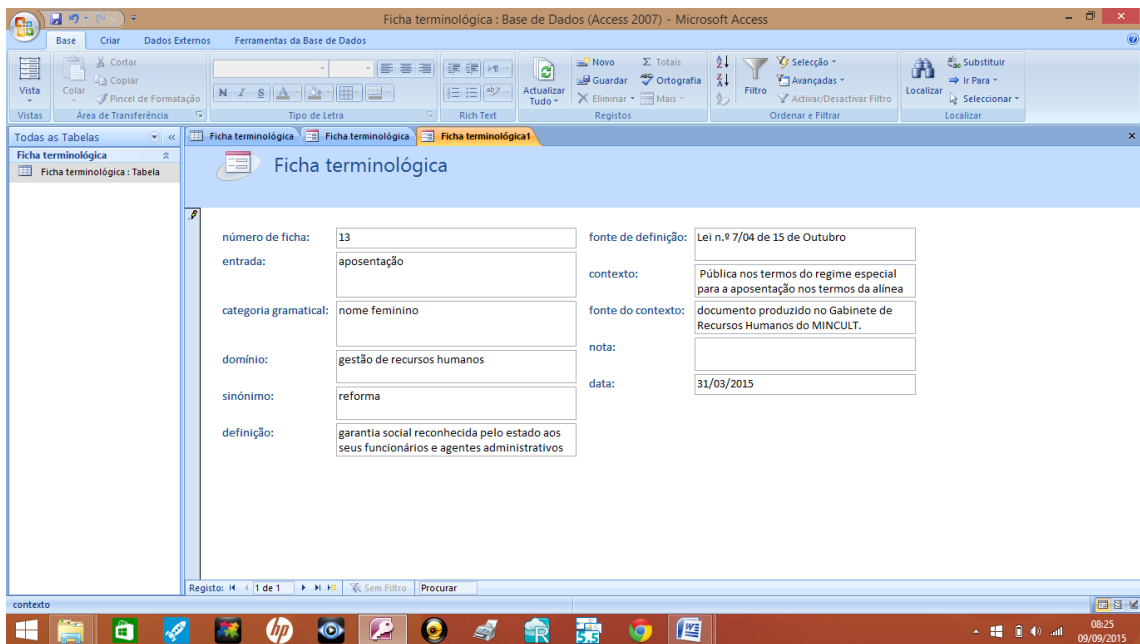 Ficha terminológica : Base de Dados (Access 2007) - Microsoft Access
Base Criar Dados Externos Ferramentas da Base de Dados
Vista
Vistas
Colar
Cortar
Copiar
Pincel de Formatação
Área de Transferência
N I S A
Tipo de Letra
Rich Text
Actualizar Tudo
Novo
Guardar
Eliminar
Σ Totais
Ortografia
Mais
Registos
Filtro
Selecção
Avançadas
Activar/Desactivar Filtro
Ordenar e Filtrar
Localizar
Substituir
Ir Para
Seleccionar
Localizar
Todas as Tabelas
Ficha terminológica
Ficha terminológica : Tabela
Ficha terminológica Ficha terminológica Ficha terminológica1
Ficha terminológica
número de ficha: 13
entrada: aposentação
categoria gramatical: nome feminino
domínio: gestão de recursos humanos
sinónimo: reforma
definição: garantia social reconhecida pelo estado aos
seus funcionários e agentes administrativos
fonte de definição: Lei n.º 7/04 de 15 de Outubro
contexto: Pública nos termos do regime especial
para a aposentação nos termos da alínea
fonte do contexto: documento produzido no Gabinete de
Recursos Humanos do MINCULT.
nota:
data: 31/03/2015
Registo: 1 de 1 Sem Filtro Procurar
contexto
08:25
09/09/2015